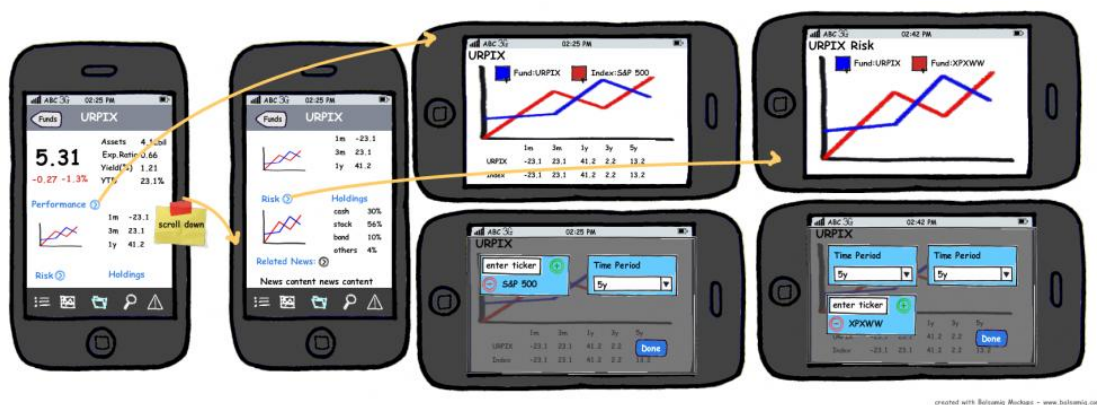 ABC 3G 02:25 PM
Funds URPIX
5.31
-0.27 -1.3%
Assets 4.1bil
Exp.Ratio 0.66
Yield(%) 1.21
YTD 23.1%
Performance
1m -23.1
3m 23.1
1y 41.2
Risk Holdings
scroll down
ABC 3G 02:25 PM
Funds URPIX
1m -23.1
3m 23.1
1y 41.2
Risk Holdings
cash 30%
stock 56%
bond 10%
others 4%
Related News:
News content news content
ABC 3G 02:25 PM
URPIX
Fund:URPIX Index:S&P 500
1m 3m 1y 3y 5y
URPIX -23.1 23.1 41.2 2.2 13.2
Index -23.1 23.1 41.2 2.2 13.2
ABC 3G 02:42 PM
URPIX Risk
Fund:URPIX Fund:XPXWW
ABC 3G 02:25 PM
URPIX
enter ticker
S&P 500
Time Period
5y
1m 3m 1y 3y 5y
URPIX -23.1 23.1 41.2 2.2
Done
Index -23.1 23.1 41.2 2.2 13.2
ABC 3G 02:42 PM
URPIX
Time Period Time Period
5y 5y
enter ticker
XPXWW
1y 3y 5y
41.2 2.2
Done
Index -23.1 23.1 41.2 2.2 13.2
created with Balsamiq Mockups - www.balsamiq.com